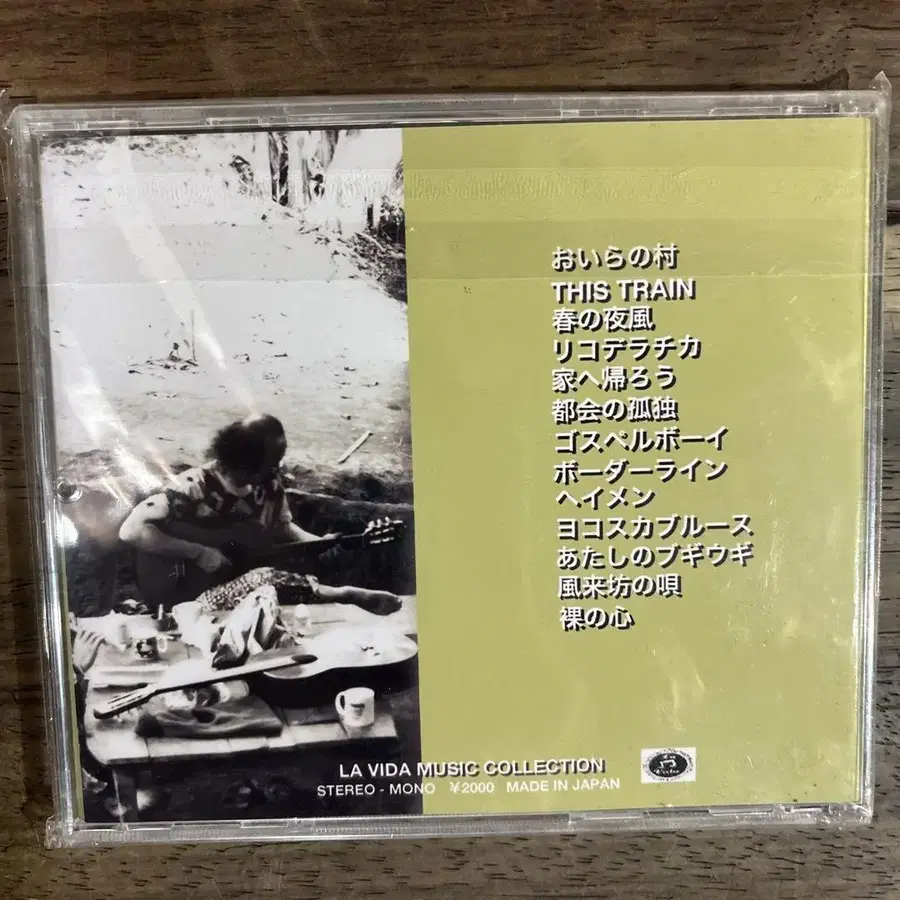 おいらの村
THIS TRAIN
春の夜風
リコデラチカ
家へ帰ろう
都会の孤独
ゴスペルボーイ
ボーダーライン
ヘイメン
ヨコスカブルース
あたしのブギウギ
風来坊の唄
裸の心
LA VIDA MUSIC COLLECTION
STEREO - MONO ¥2000 MADE IN JAPAN